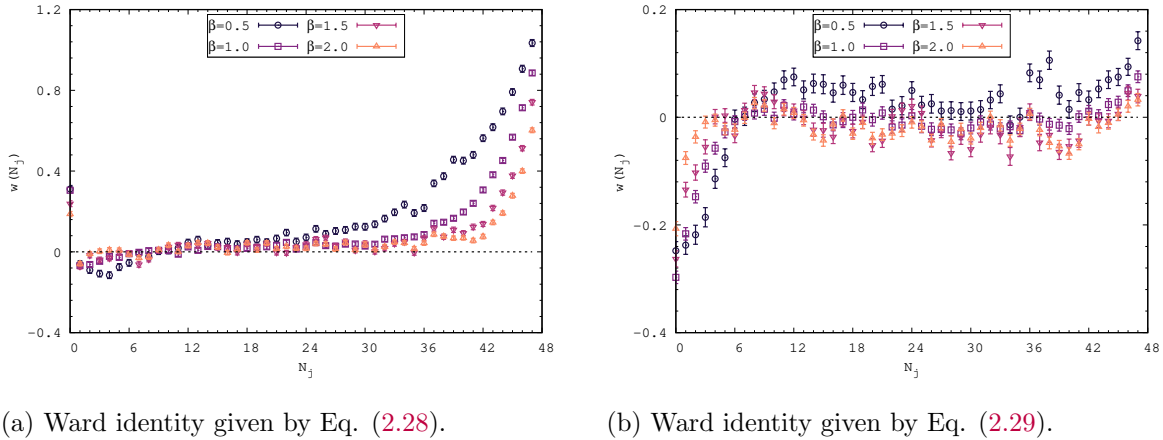 1.2
0.8
0.4
0
-0.4
w(N_j)
β=0.5
β=1.0
β=1.5
β=2.0
0 6 12 18 24 30 36 42 48
N_j
0.2
0
-0.2
-0.4
w(N_j)
β=0.5
β=1.0
β=1.5
β=2.0
0 6 12 18 24 30 36 42 48
N_j
(a) Ward identity given by Eq. (2.28).
(b) Ward identity given by Eq. (2.29).